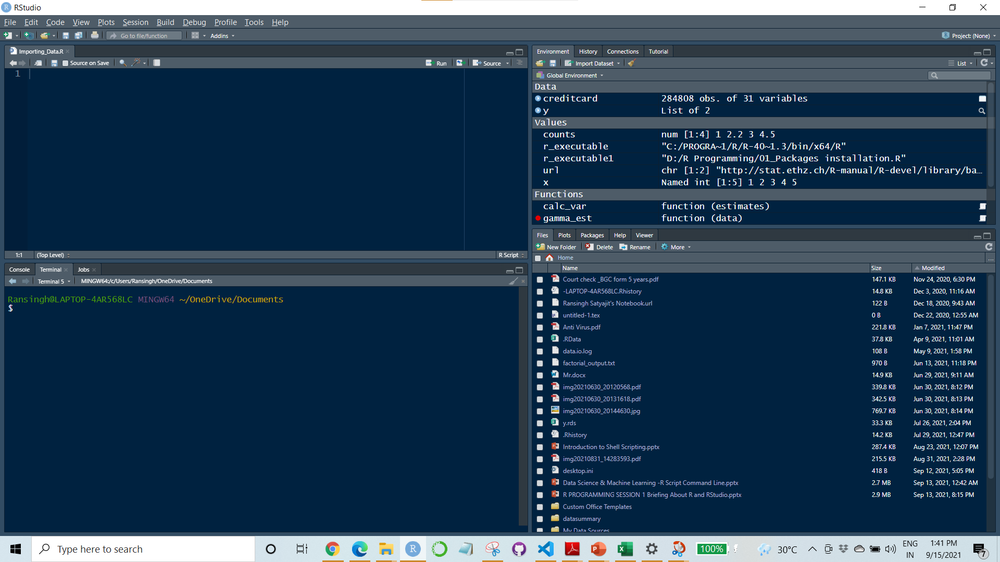 RStudio
File Edit Code View Plots Session Build Debug Profile Tools Help
Go to file/function Addins Project: (None)
Importing_Data.R
Source on Save Run Source
1
1:1 (Top Level) R Script
Console Terminal Jobs
Terminal 5 MINGW64:/c/Users/Ransingh/OneDrive/Documents
Ransingh@LAPTOP-4AR568LC MINGW64 ~/OneDrive/Documents
$
Environment History Connections Tutorial
Import Dataset List
Global Environment
Data
creditcard 284808 obs. of 31 variables
y List of 2
Values
counts num [1:4] 1 2.2 3 4.5
r_executable "C:/PROGRA~1/R/R-40~1.3/bin/x64/R"
r_executable1 "D:/R Programming/01_Packages installation.R"
url chr [1:2] "http://stat.ethz.ch/R-manual/R-devel/library/ba…
x Named int [1:5] 1 2 3 4 5
Functions
calc_var function (estimates)
gamma_est function (data)
Files Plots Packages Help Viewer
New Folder Delete Rename More
Home ...
Name Size Modified
Court check _BGC form 5 years.pdf 147.1 KB Nov 24, 2020, 6:30 PM
-LAPTOP-4AR568LC.Rhistory 14.8 KB Dec 3, 2020, 11:16 AM
Ransingh Satyajit's Notebook.url 122 B Dec 18, 2020, 9:43 AM
untitled-1.tex 0 B Dec 22, 2020, 12:55 AM
Anti Virus.pdf 221.8 KB Jan 7, 2021, 11:47 PM
.RData 37.8 KB Apr 9, 2021, 11:01 AM
data.io.log 108 B May 9, 2021, 1:58 PM
factorial_output.txt 970 B Jun 13, 2021, 11:18 PM
Mr.docx 14.9 KB Jun 29, 2021, 9:11 AM
img20210630_20120568.pdf 339.8 KB Jun 30, 2021, 8:12 PM
img20210630_20131618.pdf 342.5 KB Jun 30, 2021, 8:13 PM
img20210630_20144630.jpg 769.7 KB Jun 30, 2021, 8:14 PM
y.rds 33.3 KB Jul 26, 2021, 2:04 PM
.Rhistory 14.2 KB Jul 29, 2021, 12:47 PM
Introduction to Shell Scripting.pptx 287.4 KB Aug 23, 2021, 12:07 PM
img20210831_14283593.pdf 215.5 KB Aug 31, 2021, 2:28 PM
desktop.ini 418 B Sep 12, 2021, 5:05 PM
Data Science & Machine Learning -R Script Command Line.pptx 2.7 MB Sep 13, 2021, 12:42 AM
R PROGRAMMING SESSION 1 Briefing About R and RStudio.pptx 2.9 MB Sep 13, 2021, 8:15 PM
Custom Office Templates
datasummary
My Data Sources
Type here to search 100% 30°C ENG 1:41 PM
IN 9/15/2021 7